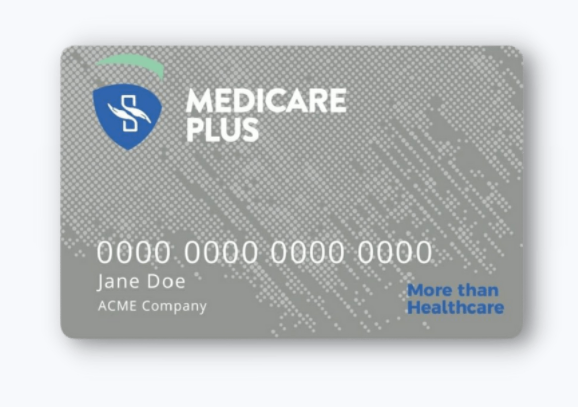 MEDICARE
PLUS
0000 0000 0000 0000
Jane Doe
ACME Company
More than
Healthcare